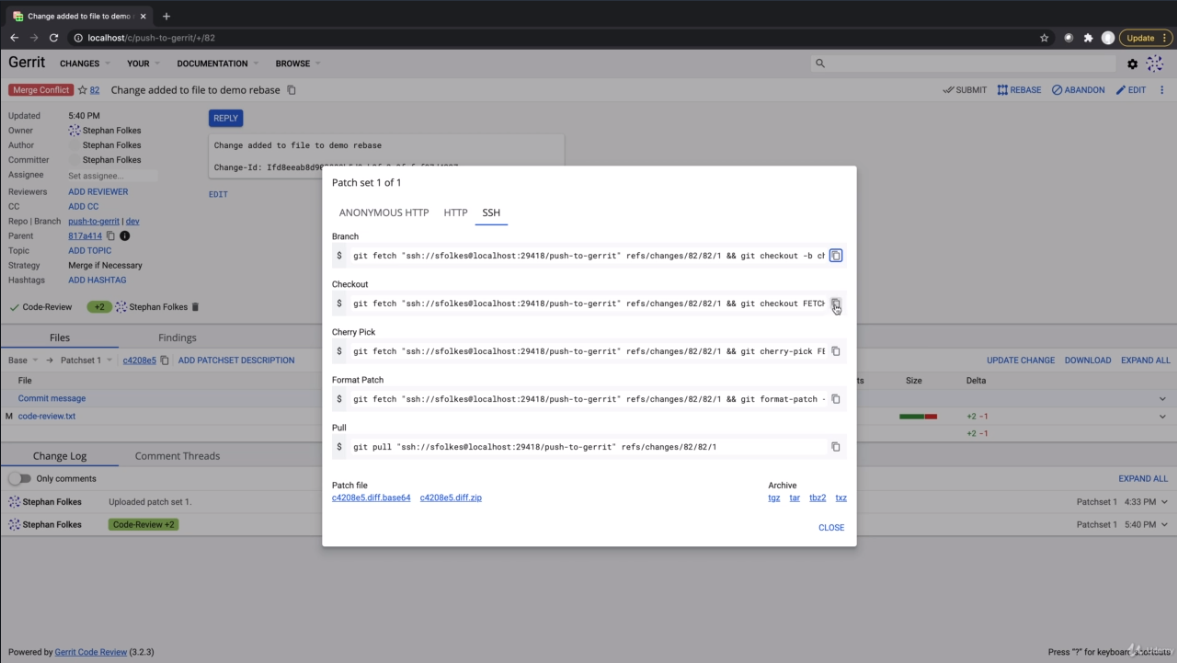 Change added to file to demo
localhost/c/push-to-gerrit/+/82
Update
Gerrit CHANGES YOUR DOCUMENTATION BROWSE
Merge Conflict 82 Change added to file to demo rebase SUBMIT REBASE ABANDON EDIT
Updated 5:40 PM
Owner Stephan Folkes
Author Stephan Folkes
Committer Stephan Folkes
Assignee Set assignee...
Reviewers ADD REVIEWER
CC ADD CC
Repo | Branch push-to-gerrit | dev
Parent 817a414
Topic ADD TOPIC
Strategy Merge if Necessary
Hashtags ADD HASHTAG
Code-Review +2 Stephan Folkes
REPLY
Change added to file to demo rebase
Change-Id:
EDIT
Patch set 1 of 1
ANONYMOUS HTTP HTTP SSH
Branch
$ git fetch "ssh://sfolkes@localhost:29418/push-to-gerrit" refs/changes/82/82/1 && git checkout -b ch
Checkout
$ git fetch "ssh://sfolkes@localhost:29418/push-to-gerrit" refs/changes/82/82/1 && git checkout FETCH
Cherry Pick
$ git fetch "ssh://sfolkes@localhost:29418/push-to-gerrit" refs/changes/82/82/1 && git cherry-pick FE
Format Patch
$ git fetch "ssh://sfolkes@localhost:29418/push-to-gerrit" refs/changes/82/82/1 && git format-patch -
Pull
$ git pull "ssh://sfolkes@localhost:29418/push-to-gerrit" refs/changes/82/82/1
Patch file Archive
c4208e5.diff.base64 c4208e5.diff.zip tgz tar tbz2 txz
CLOSE
Files Findings
Base → Patchset 1 c4208e5 ADD PATCHSET DESCRIPTION UPDATE CHANGE DOWNLOAD EXPAND ALL
File Size Delta
Commit message
M code-review.txt +2 -1
+2 -1
Change Log Comment Threads
Only comments EXPAND ALL
Stephan Folkes Uploaded patch set 1. Patchset 1 4:33 PM
Stephan Folkes Code-Review +2 Patchset 1 5:40 PM
Powered by Gerrit Code Review (3.2.3) Press "?" for keyboard shortcuts